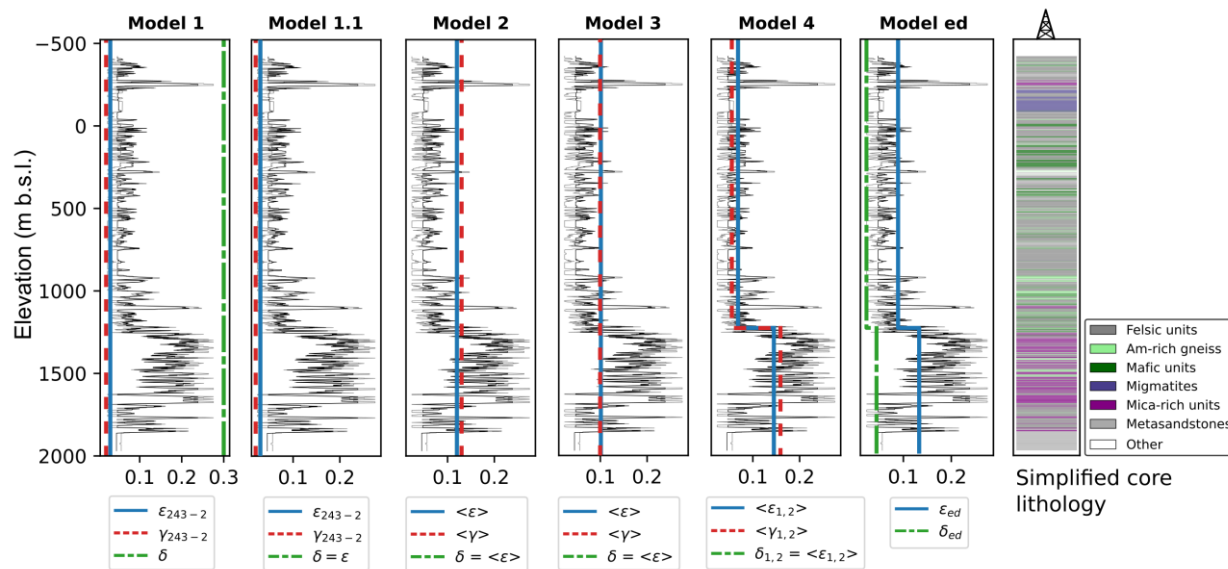 Model 1 Model 1.1 Model 2 Model 3 Model 4 Model ed
Elevation (m b.s.l.)
−500
0
500
1000
1500
2000
0.1 0.2 0.3
0.1 0.2
0.1 0.2
0.1 0.2
0.1 0.2
0.1 0.2
ε243−2
γ243−2
δ
ε243−2
γ243−2
δ = ε
<ε>
<γ>
δ = <ε>
<ε>
<γ>
δ = <ε>
<ε1,2>
<γ1,2>
δ1,2 = <ε1,2>
εed
δed
Felsic units
Am-rich gneiss
Mafic units
Migmatites
Mica-rich units
Metasandstones
Other
Simplified core
lithology